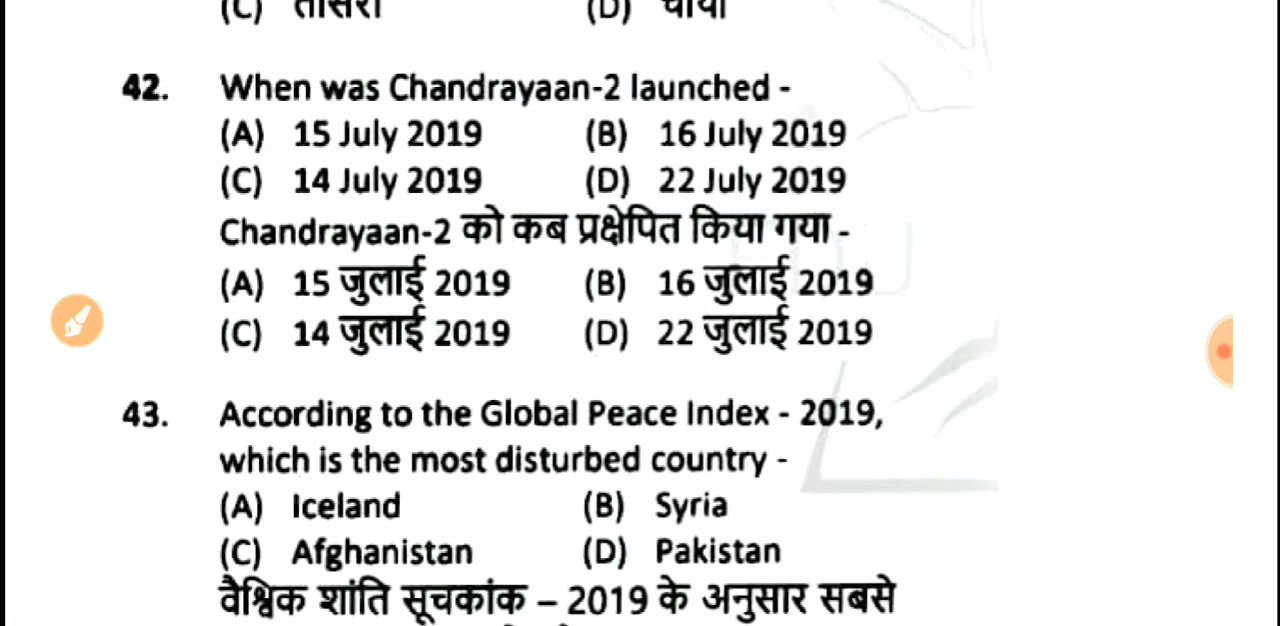 (C) तीसरा (D) चौथा
42. When was Chandrayaan-2 launched -
(A) 15 July 2019 (B) 16 July 2019
(C) 14 July 2019 (D) 22 July 2019
Chandrayaan-2 को कब प्रक्षेपित किया गया -
(A) 15 जुलाई 2019 (B) 16 जुलाई 2019
(C) 14 जुलाई 2019 (D) 22 जुलाई 2019
43. According to the Global Peace Index - 2019,
which is the most disturbed country -
(A) Iceland (B) Syria
(C) Afghanistan (D) Pakistan
वैश्विक शांति सूचकांक – 2019 के अनुसार सबसे